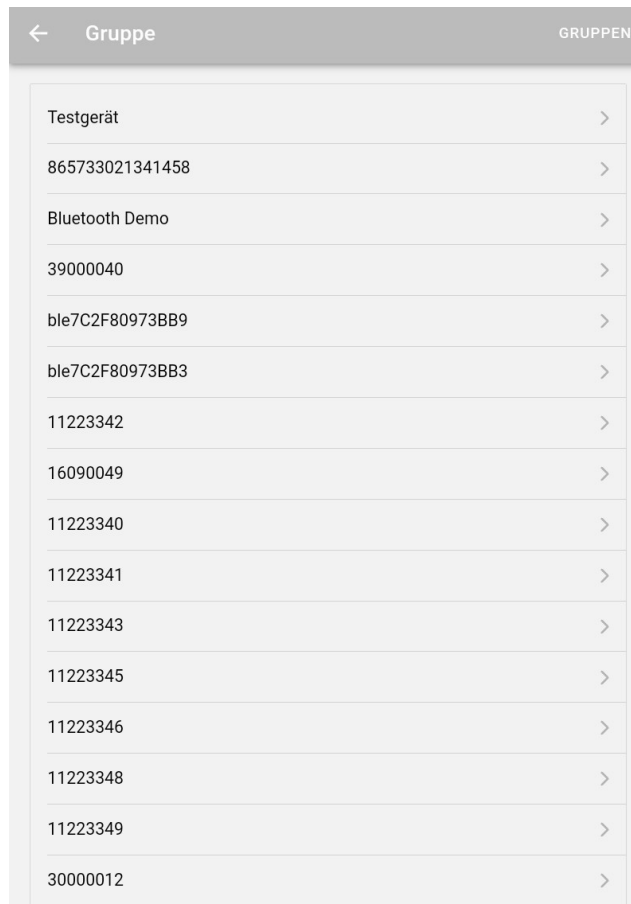 Gruppe GRUPPEN
Testgerät
865733021341458
Bluetooth Demo
39000040
ble7C2F80973BB9
ble7C2F80973BB3
11223342
16090049
11223340
11223341
11223343
11223345
11223346
11223348
11223349
30000012